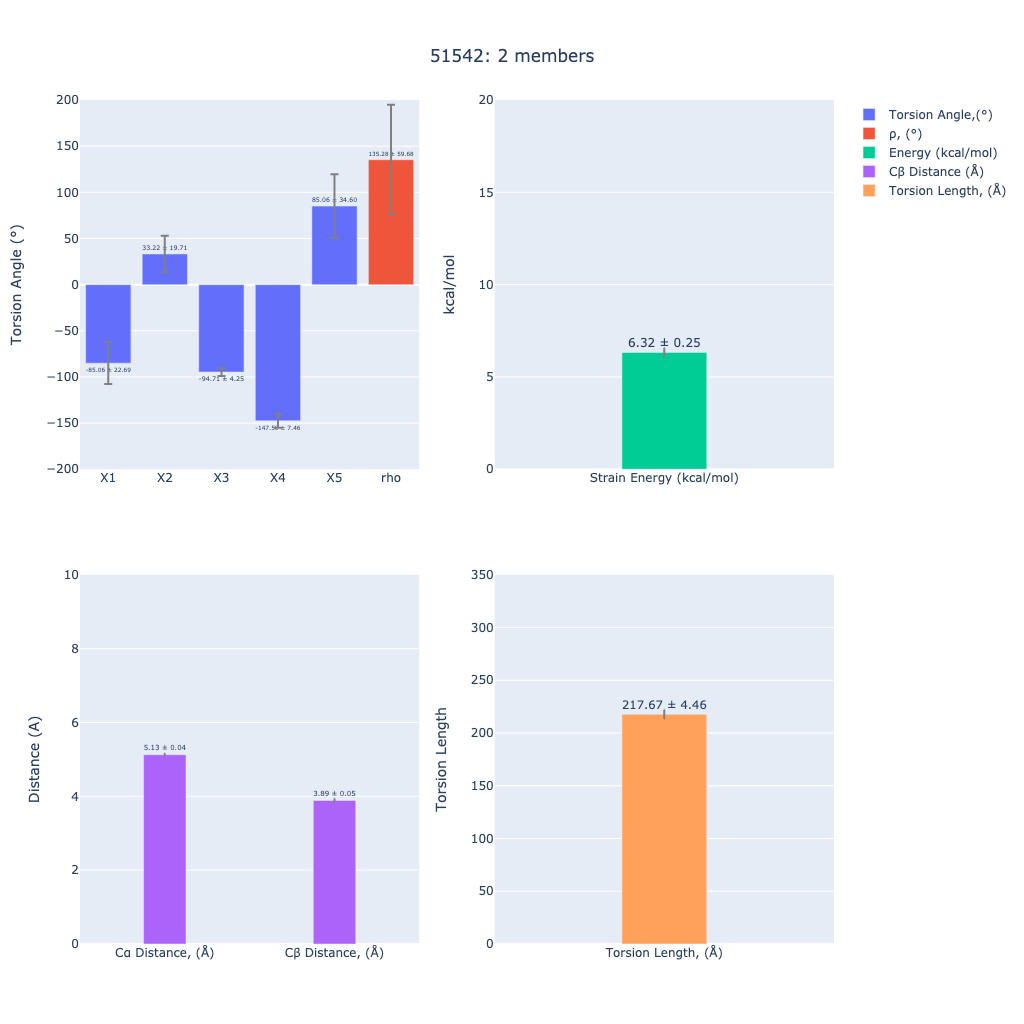 51542: 2 members
Torsion Angle,(°)
ρ, (°)
Energy (kcal/mol)
Cβ Distance (Å)
Torsion Length, (Å)
Torsion Angle (°)
200
150
100
50
0
−50
−100
−150
−200
-85.06 ± 22.69
33.22 ± 19.71
-94.71 ± 4.25
± 7.46
85.06 ± 34.60
135.28 ± 59.68
X1
X2
X3
X4
X5
rho
kcal/mol
20
15
10
5
0
6.32 ± 0.25
Strain Energy (kcal/mol)
Distance (A)
10
8
6
4
2
0
5.13 ± 0.04
3.89 ± 0.05
Cα Distance, (Å)
Cβ Distance, (Å)
Torsion Length
350
300
250
200
150
100
50
0
217.67 ± 4.46
Torsion Length, (Å)